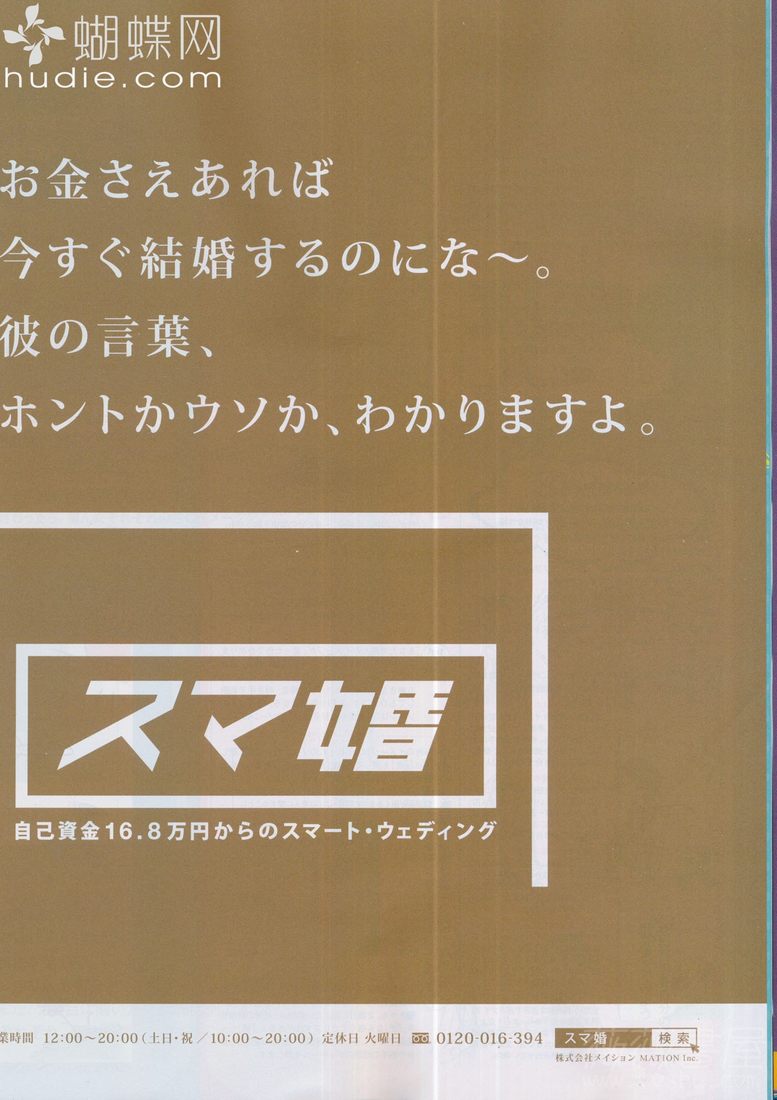 蝴蝶网
hudie.com
お金さえあれば
今すぐ結婚するのにな〜。
彼の言葉、
ホントかウソか、わかりますよ。
スマ婚
自己資金16.8万円からのスマート・ウェディング
業時間 12:00〜20:00（土日・祝／10:00〜20:00） 定休日 火曜日 0120-016-394 スマ婚 検索
株式会社メイション MATION Inc.